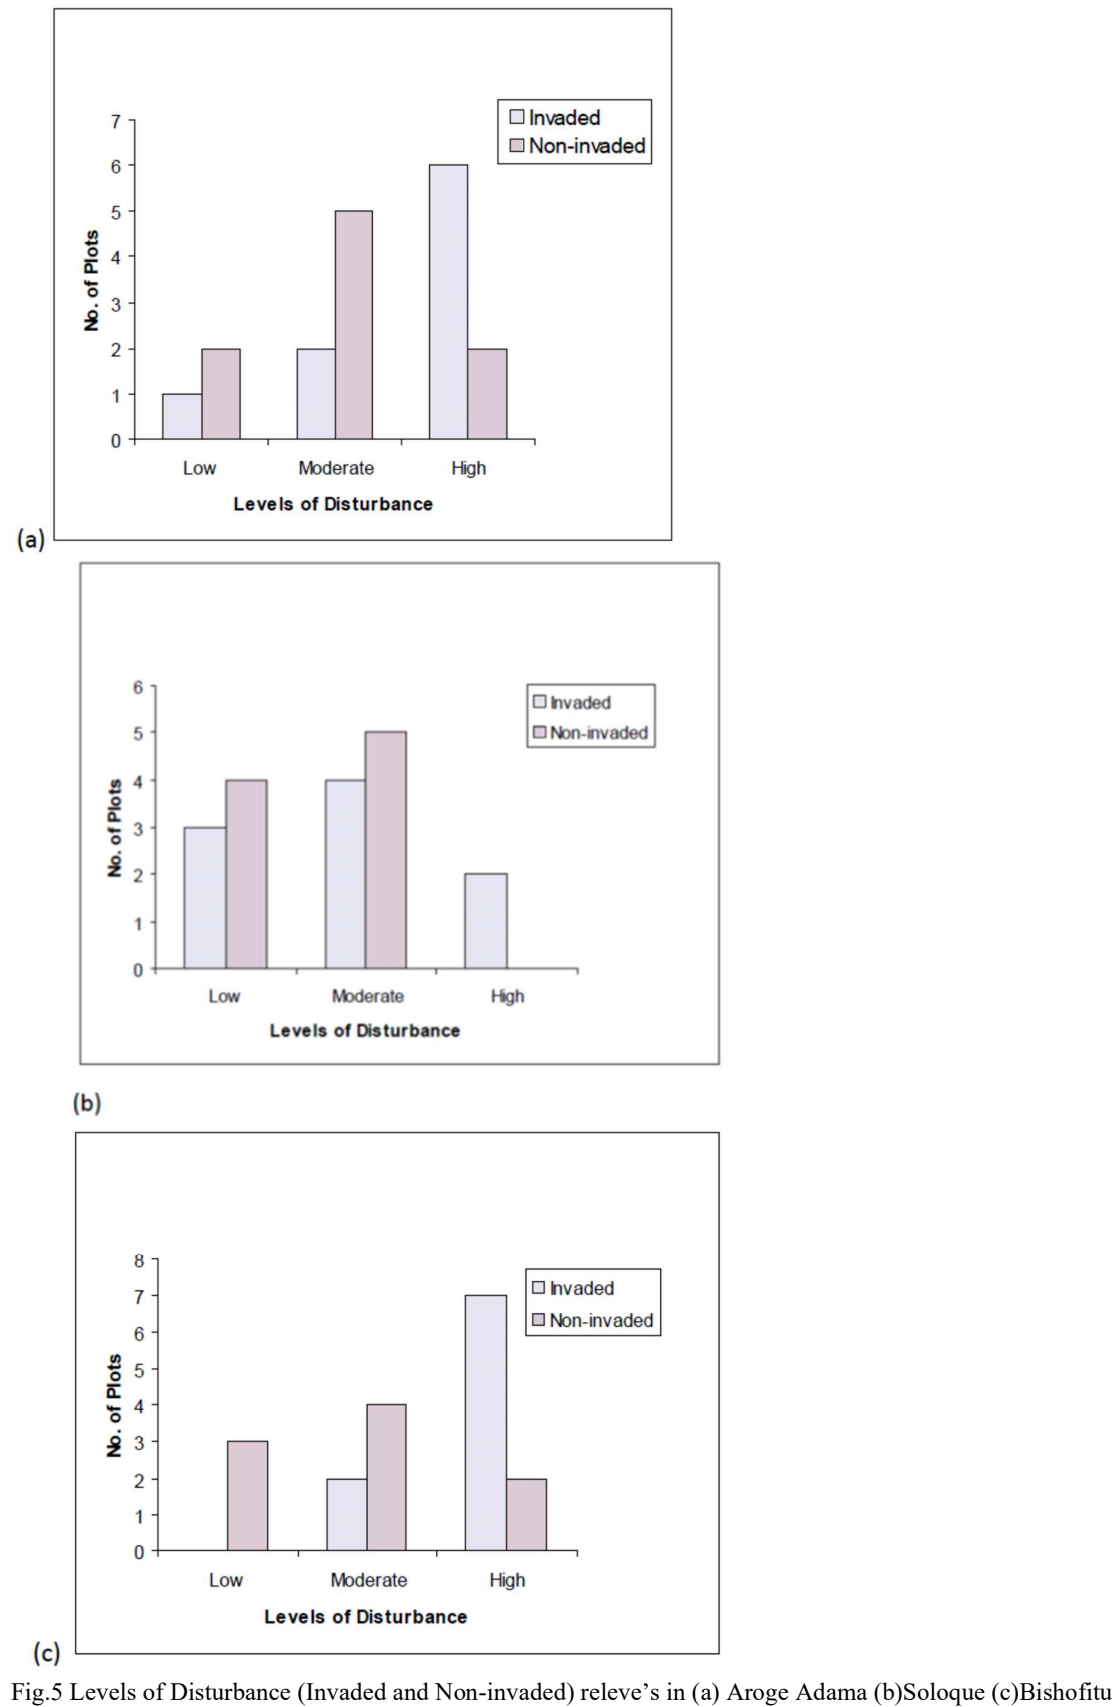 Invaded
Non-invaded
7
6
5
4
3
2
1
0
No. of Plots
Low Moderate High
Levels of Disturbance
(a)
6
5
4
3
2
1
0
No. of Plots
Invaded
Non-invaded
Low Moderate High
Levels of Disturbance
(b)
8
7
6
5
4
3
2
1
0
No. of Plots
Invaded
Non-invaded
Low Moderate High
Levels of Disturbance
(c)
Fig.5 Levels of Disturbance (Invaded and Non-invaded) releve’s in (a) Aroge Adama (b)Soloque (c)Bishofitu